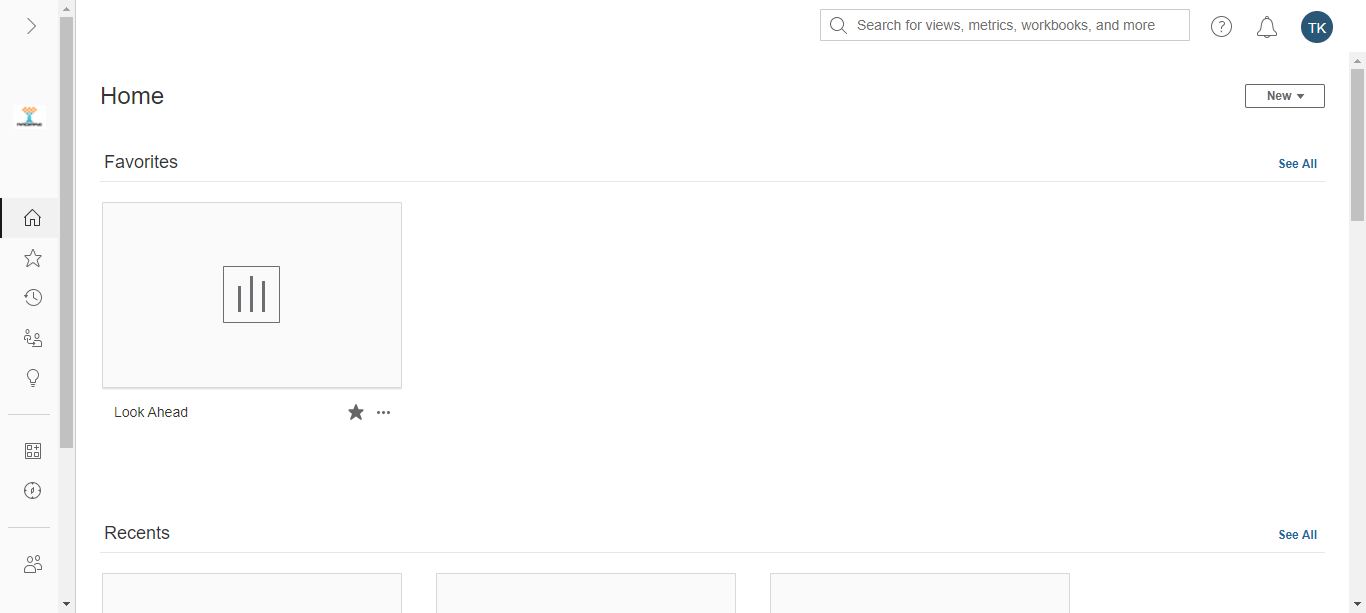 Search for views, metrics, workbooks, and more
?
TK
Home
New
Favorites
See All
Look Ahead
Recents
See All